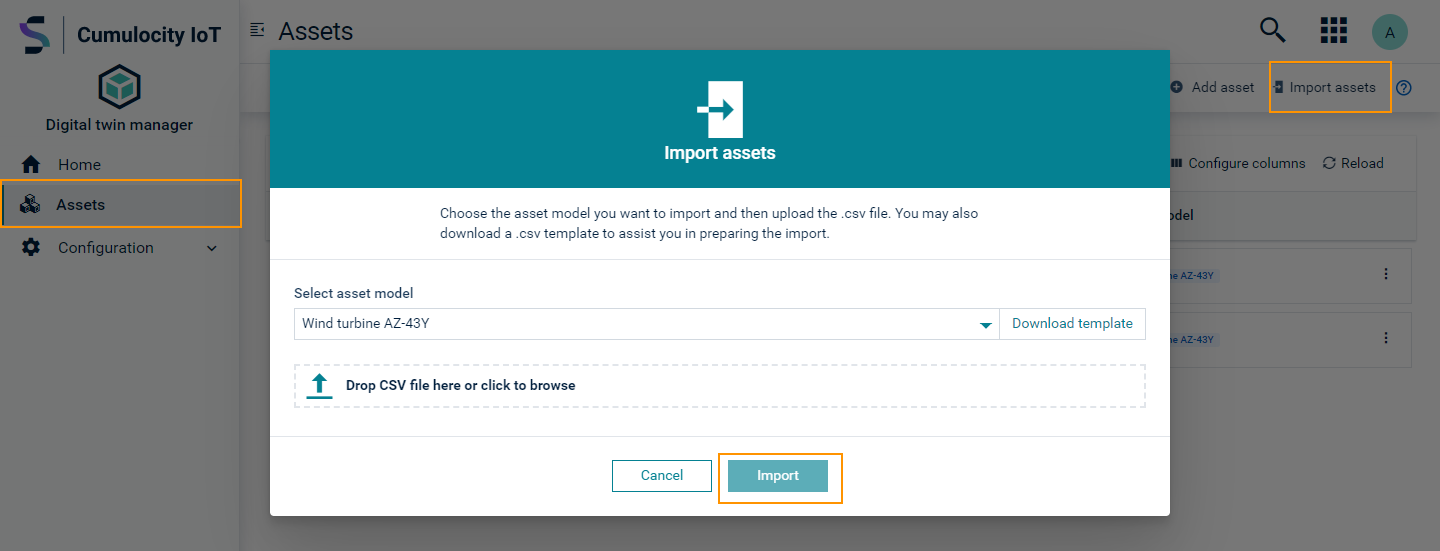 Cumulocity IoT
Digital twin manager
Home
Assets
Configuration
Assets
A
Add asset
Import assets
Configure columns
Reload
Import assets
Choose the asset model you want to import and then upload the .csv file. You may also
download a .csv template to assist you in preparing the import.
Select asset model
Wind turbine AZ-43Y
Download template
Drop CSV file here or click to browse
Cancel
Import
odel
ne AZ-43Y
ne AZ-43Y